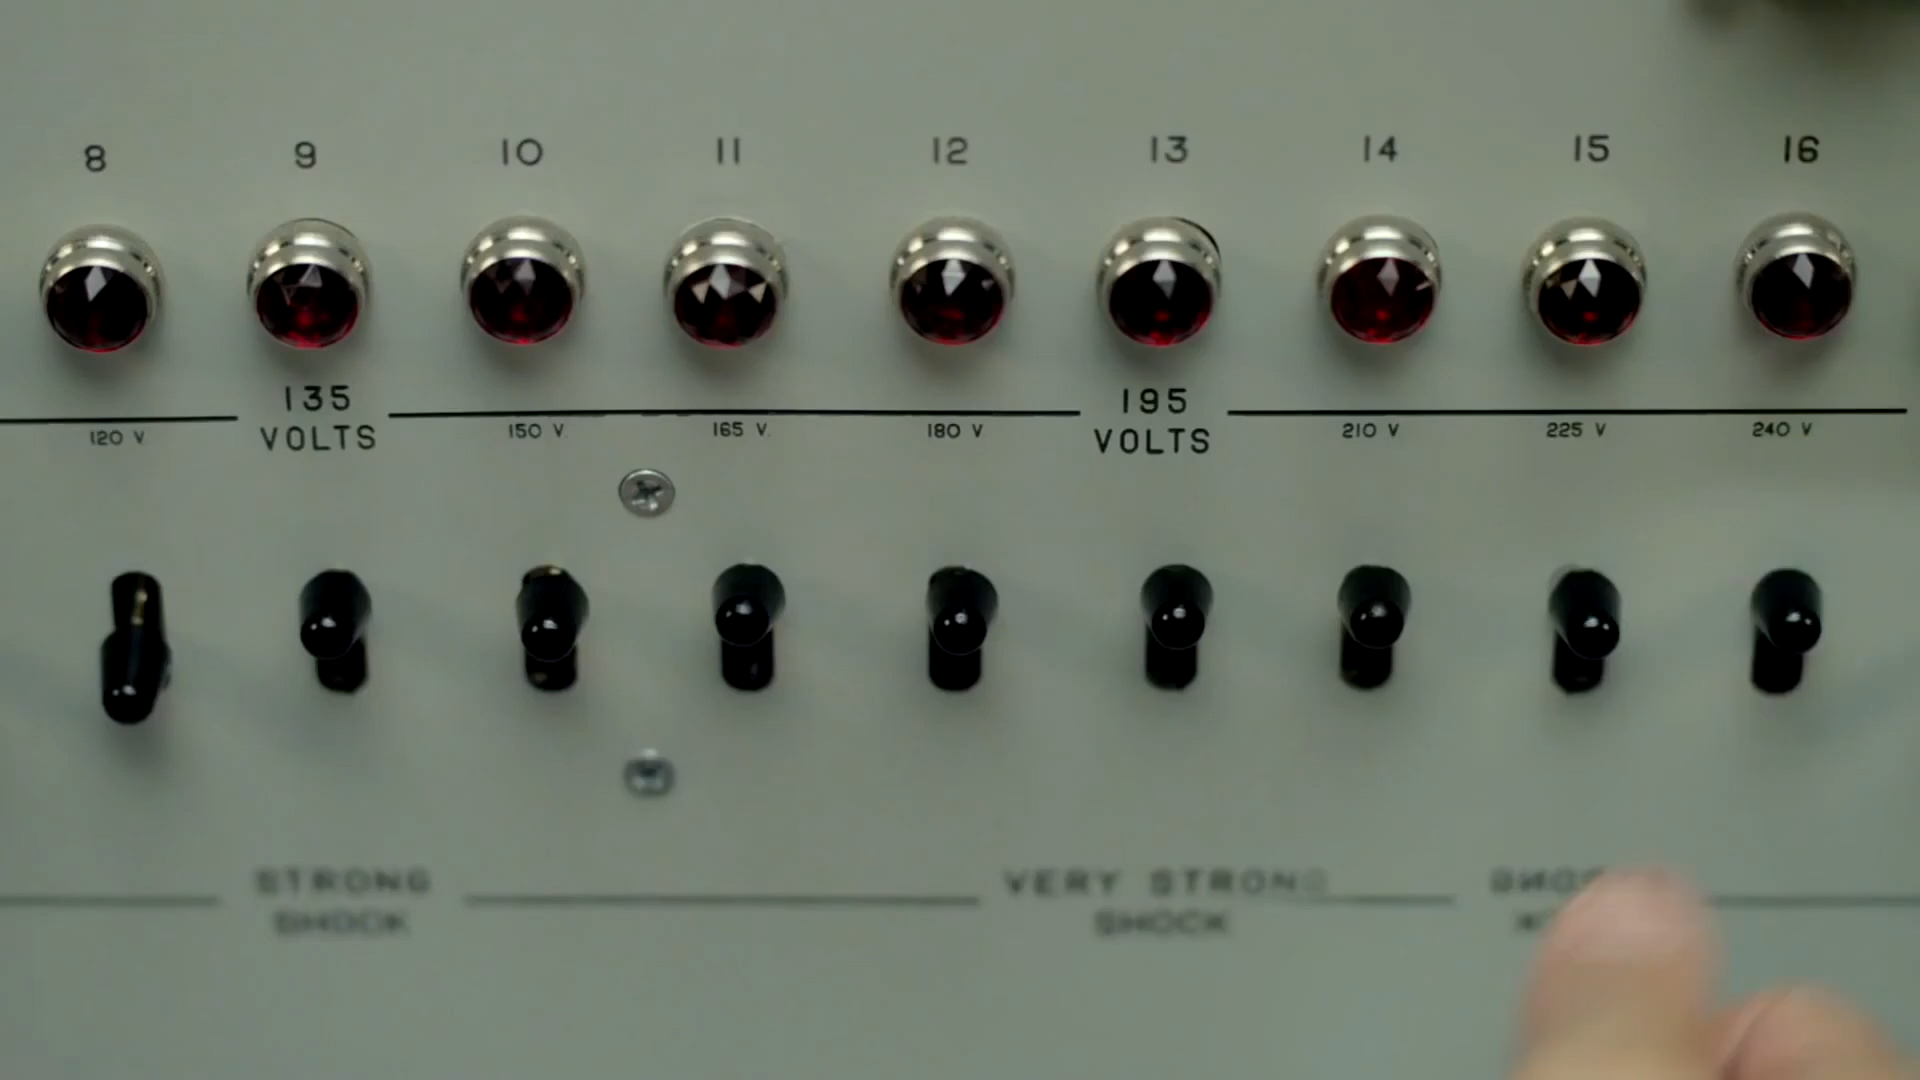 8 9 10 11 12 13 14 15 16
135 195
VOLTS VOLTS
120 V 150 V. 165 V. 180 V 210 V 225 V 240 V
STRONG VERY STRONG
SHOCK SHOCK